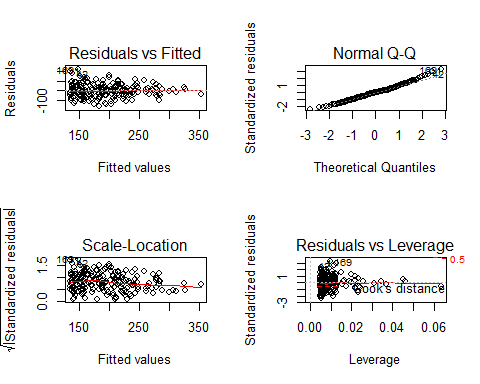 Residuals vs Fitted
Residuals
-100
150 250 350
Fitted values
Normal Q-Q
Standardized residuals
-2 1
-3 -2 -1 0 1 2 3
Theoretical Quantiles
Scale-Location
√|Standardized residuals|
0.0 1.5
150 250 350
Fitted values
Residuals vs Leverage
Standardized residuals
-3 1
169
0.5
Cook's distance
0.00 0.02 0.04 0.06
Leverage